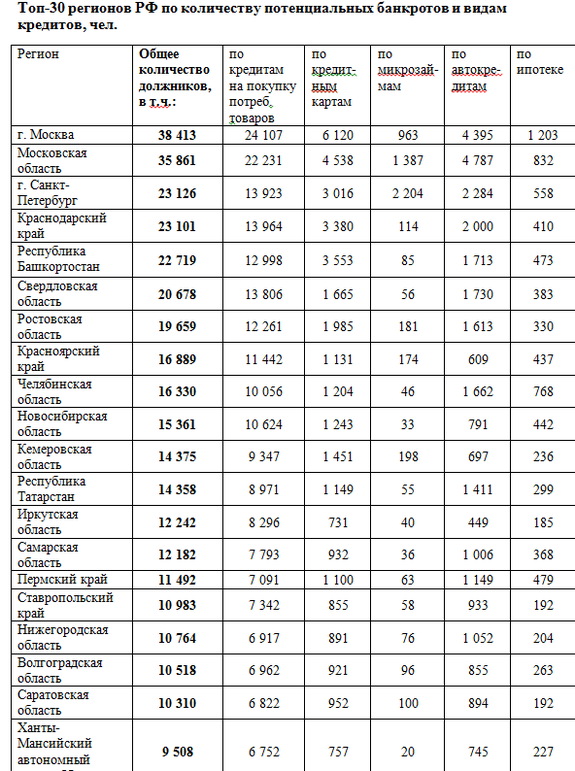 Топ-30 регионов РФ по количеству потенциальных банкротов и видам
кредитов, чел.
Регион
Общее
количество
должников,
в т.ч.:
по
кредитам
на покупку
потреб,
товаров
по
кредит-
ным
картам
по
микрозай-
мам
по
автокре-
дитам
по
ипотеке
г. Москва 38 413 24 107 6 120 963 4 395 1 203
Московская
область 35 861 22 231 4 538 1 387 4 787 832
г. Санкт-
Петербург 23 126 13 923 3 016 2 204 2 284 558
Краснодарский
край 23 101 13 964 3 380 114 2 000 410
Республика
Башкортостан 22 719 12 998 3 553 85 1 713 473
Свердловская
область 20 678 13 806 1 665 56 1 730 383
Ростовская
область 19 659 12 261 1 985 181 1 613 330
Красноярский
край 16 889 11 442 1 131 174 609 437
Челябинская
область 16 330 10 056 1 204 46 1 662 768
Новосибирская
область 15 361 10 624 1 243 33 791 442
Кемеровская
область 14 375 9 347 1 451 198 697 236
Республика
Татарстан 14 358 8 971 1 149 55 1 411 299
Иркутская
область 12 242 8 296 731 40 449 185
Самарская
область 12 182 7 793 932 36 1 006 368
Пермский край 11 492 7 091 1 100 63 1 149 479
Ставропольский
край 10 983 7 342 855 58 933 192
Нижегородская
область 10 764 6 917 891 76 1 052 204
Волгоградская
область 10 518 6 962 921 96 855 263
Саратовская
область 10 310 6 822 952 100 894 192
Ханты-
Мансийский
автономный 9 508 6 752 757 20 745 227